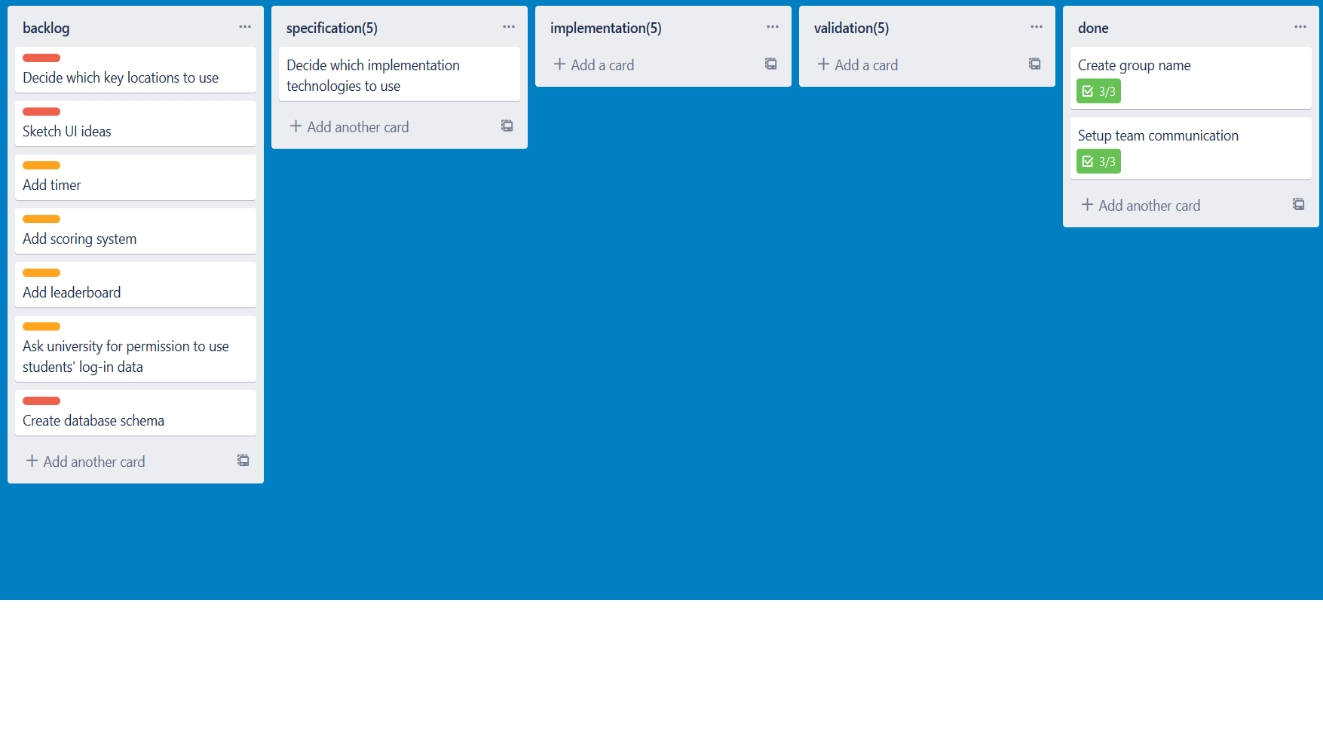 backlog
Decide which key locations to use
Sketch UI ideas
Add timer
Add scoring system
Add leaderboard
Ask university for permission to use
students' log-in data
Create database schema
+ Add another card
specification(5)
Decide which implementation
technologies to use
+ Add another card
implementation(5)
+ Add a card
validation(5)
+ Add a card
done
Create group name
3/3
Setup team communication
3/3
+ Add another card